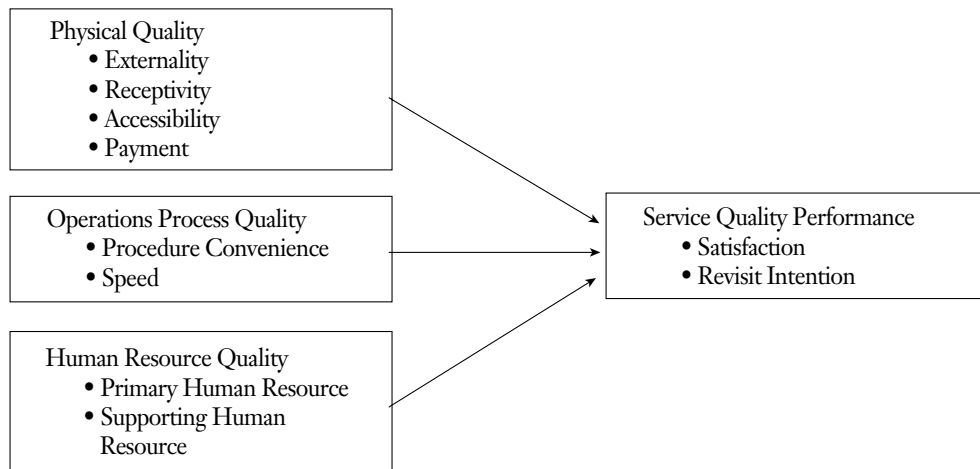 Physical Quality
• Externality
• Receptivity
• Accessibility
• Payment
Operations Process Quality
• Procedure Convenience
• Speed
Human Resource Quality
• Primary Human Resource
• Supporting Human
Resource
Service Quality Performance
• Satisfaction
• Revisit Intention